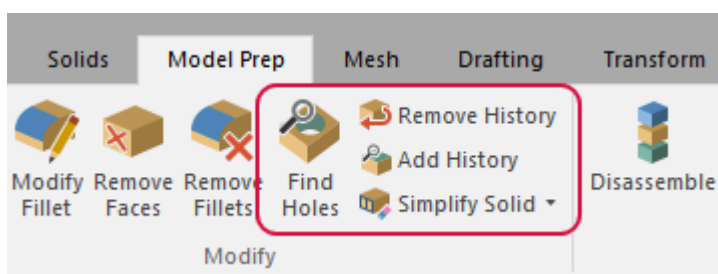 Solids Model Prep Mesh Drafting Transform
Modify Fillet
Remove Faces
Remove Fillets
Find Holes
Remove History
Add History
Simplify Solid
Disassemble
Modify